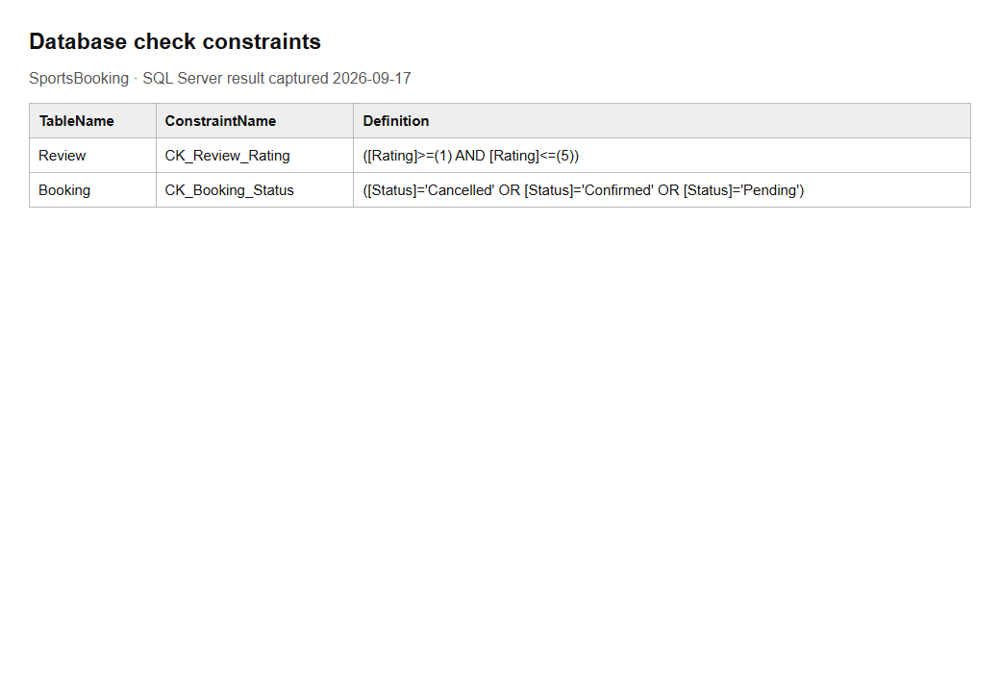 Database check constraints
SportsBooking · SQL Server result captured 2026-09-17
TableName ConstraintName Definition
Review CK_Review_Rating ([Rating]>=(1) AND [Rating]<=(5))
Booking CK_Booking_Status ([Status]='Cancelled' OR [Status]='Confirmed' OR [Status]='Pending')